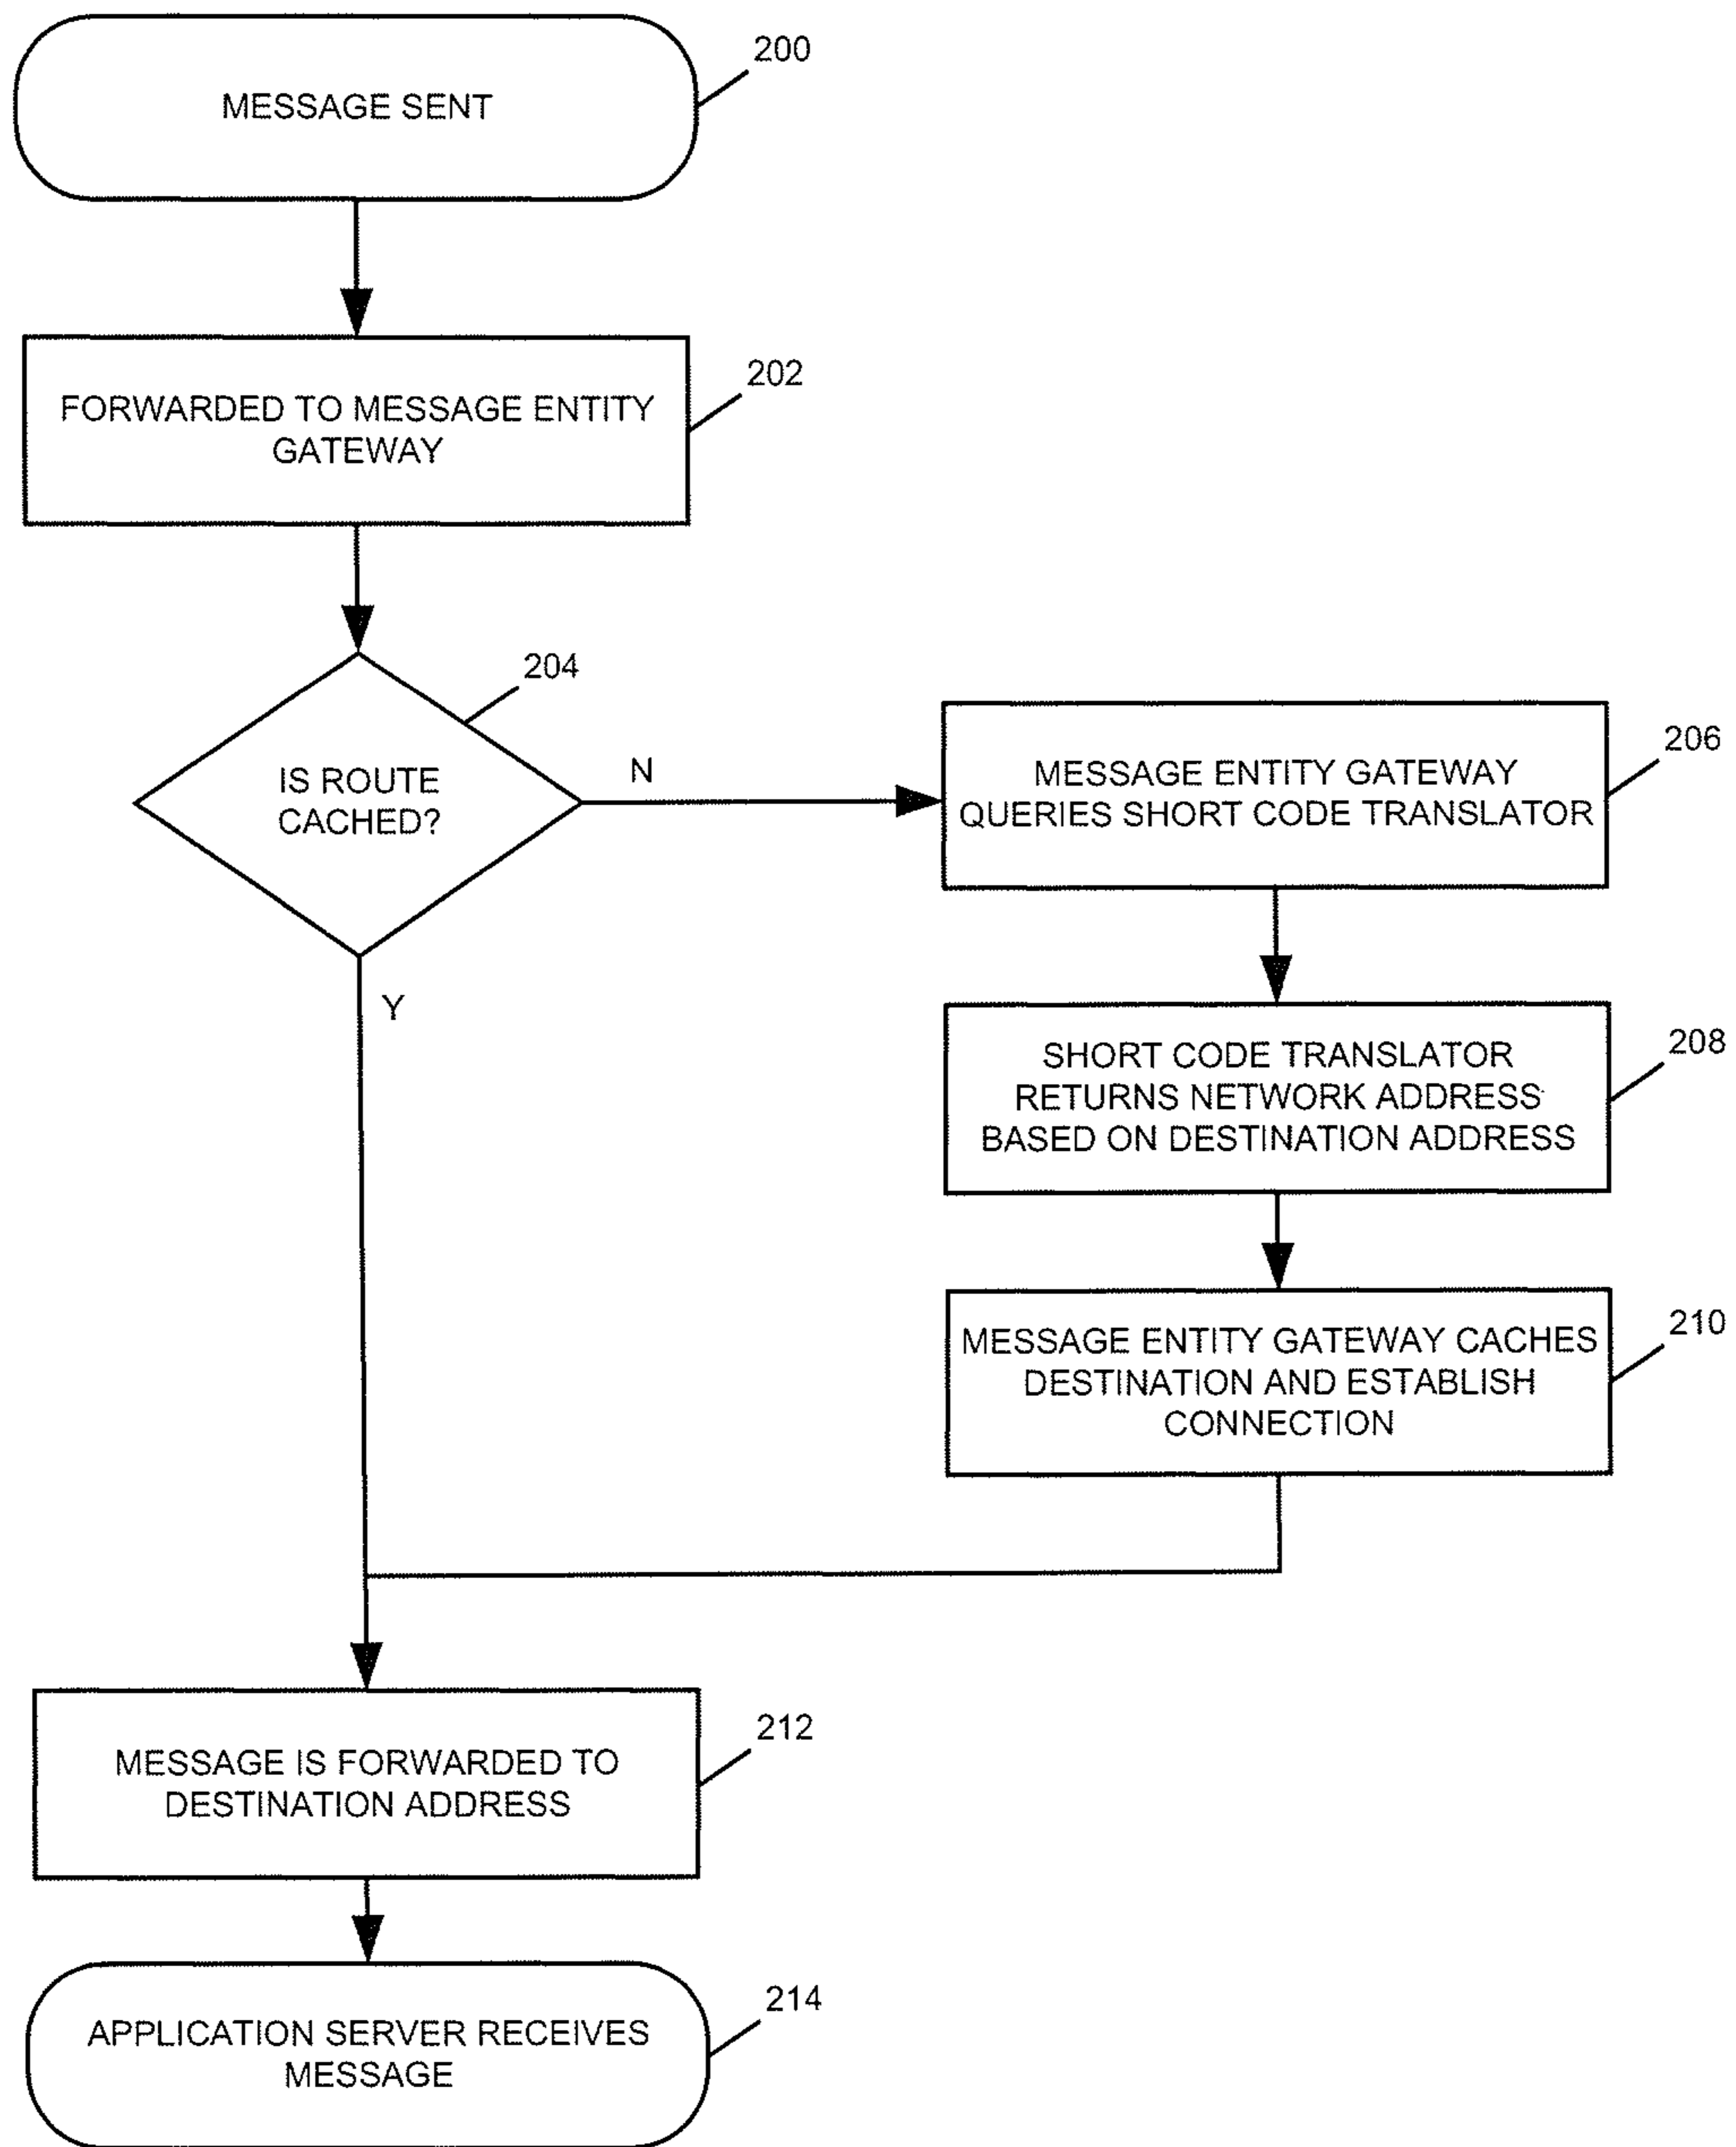 200
MESSAGE SENT
202
FORWARDED TO MESSAGE ENTITY
GATEWAY
204
IS ROUTE
CACHED?
N
Y
206
MESSAGE ENTITY GATEWAY
QUERIES SHORT CODE TRANSLATOR
208
SHORT CODE TRANSLATOR
RETURNS NETWORK ADDRESS
BASED ON DESTINATION ADDRESS
210
MESSAGE ENTITY GATEWAY CACHES
DESTINATION AND ESTABLISH
CONNECTION
212
MESSAGE IS FORWARDED TO
DESTINATION ADDRESS
214
APPLICATION SERVER RECEIVES
MESSAGE